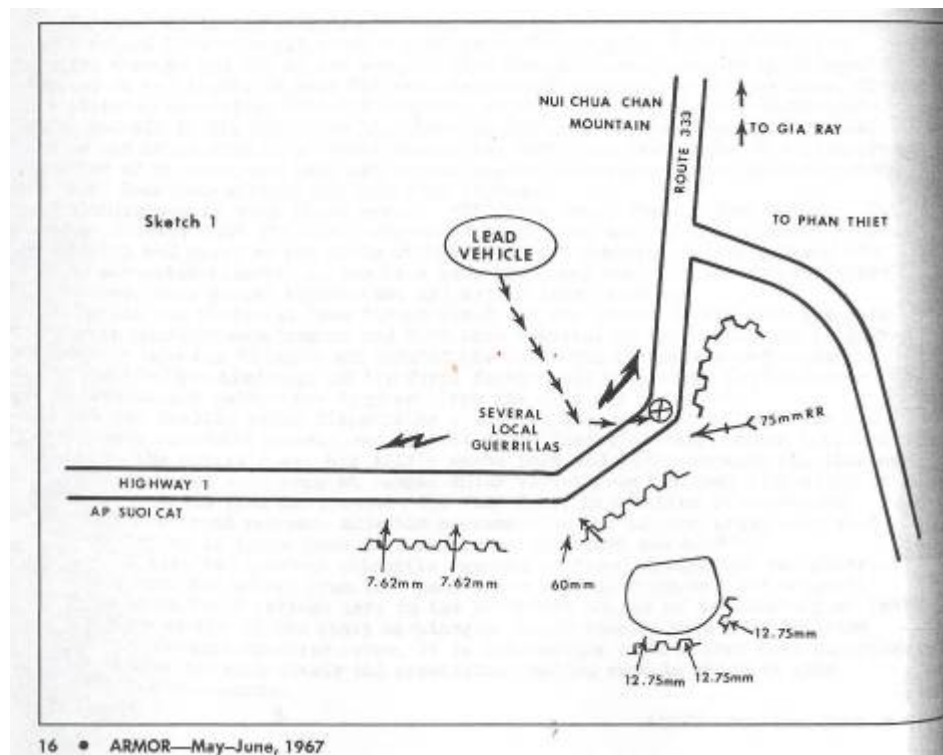 NUI CHUA CHAN
MOUNTAIN
ROUTE 333
TO GIA RAY
TO PHAN THIET
Sketch 1
LEAD
VEHICLE
SEVERAL
LOCAL
GUERRILLAS
75mm RR
HIGHWAY 1
AP SUOI CAT
7.62mm
7.62mm
60mm
12.75mm
12.75mm
12.75mm
16 ● ARMOR—May–June, 1967